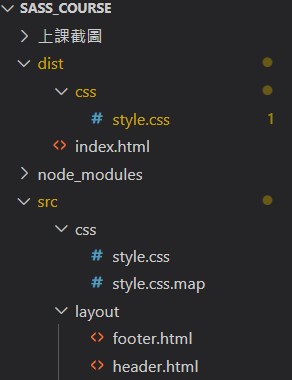 SASS_COURSE
上課截圖
dist
css
# style.css 1
<> index.html
node_modules
src
css
# style.css
# style.css.map
layout
<> footer.html
<> header.html